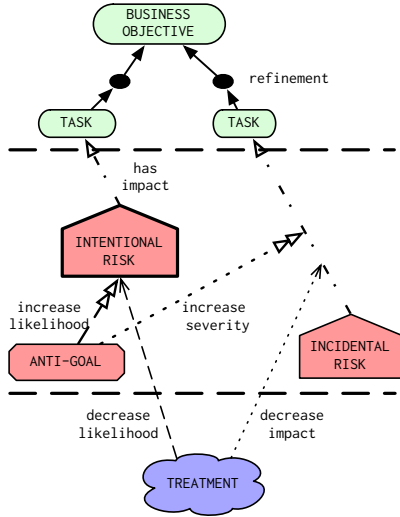 BUSINESS
OBJECTIVE
refinement
TASK
TASK
has
impact
INTENTIONAL
RISK
increase
likelihood
increase
severity
ANTI-GOAL
INCIDENTAL
RISK
decrease
likelihood
decrease
impact
TREATMENT